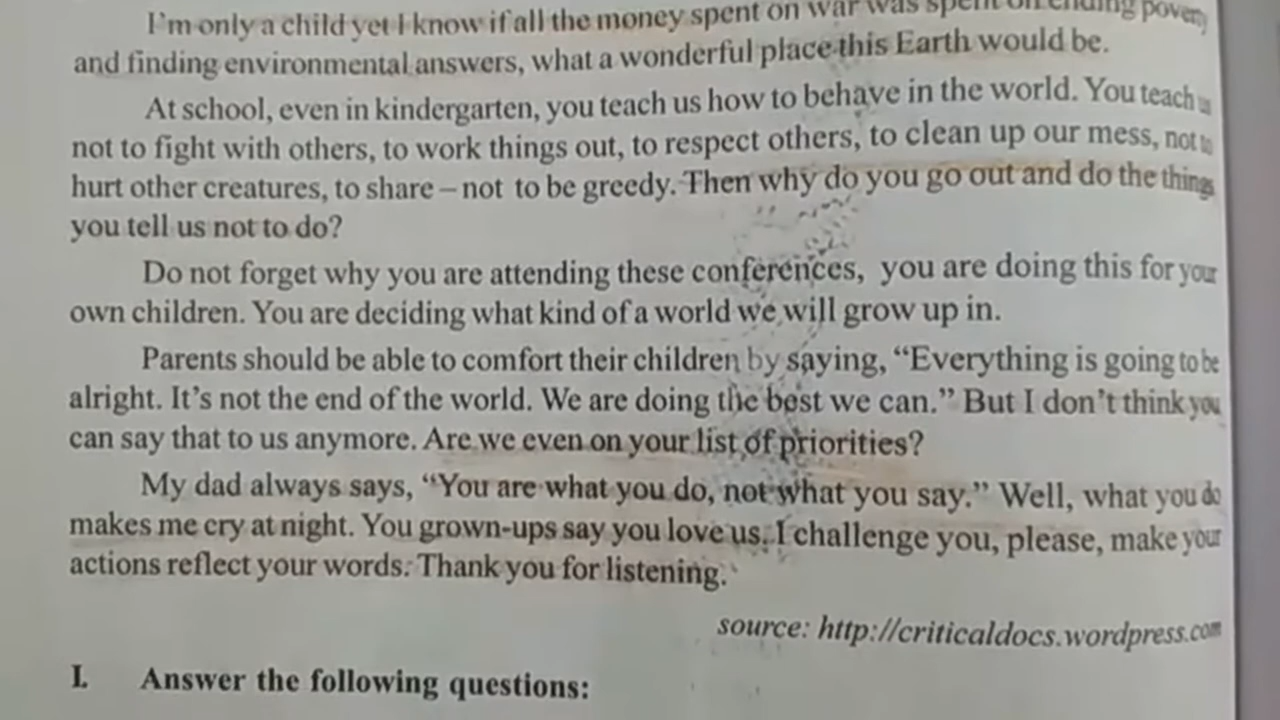 I'm only a child yet I know if all the money spent on war was spent on ending poverty
and finding environmental answers, what a wonderful place this Earth would be.
At school, even in kindergarten, you teach us how to behave in the world. You teach us
not to fight with others, to work things out, to respect others, to clean up our mess, not to
hurt other creatures, to share – not to be greedy. Then why do you go out and do the things
you tell us not to do?
Do not forget why you are attending these conferences, you are doing this for your
own children. You are deciding what kind of a world we will grow up in.
Parents should be able to comfort their children by saying, “Everything is going to be
alright. It's not the end of the world. We are doing the best we can.” But I don't think you
can say that to us anymore. Are we even on your list of priorities?
My dad always says, “You are what you do, not what you say.” Well, what you do
makes me cry at night. You grown-ups say you love us. I challenge you, please, make your
actions reflect your words. Thank you for listening.
source: http://criticaldocs.wordpress.com
I. Answer the following questions: